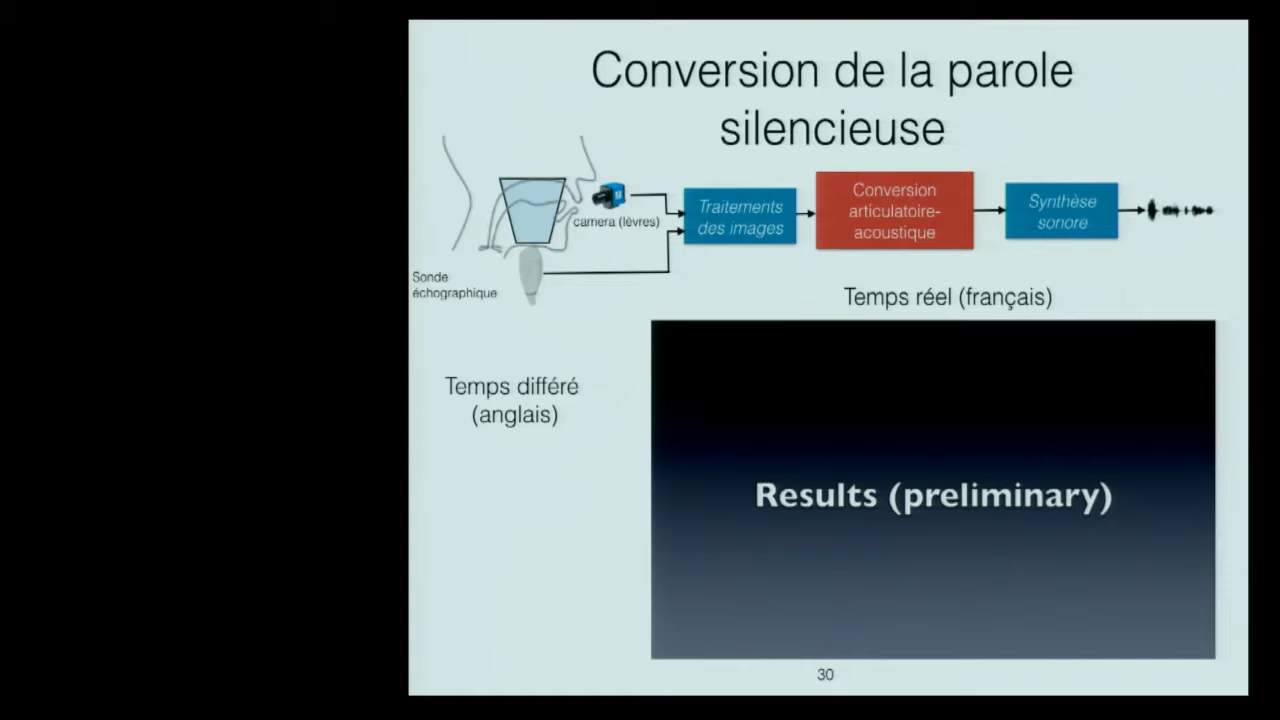 Conversion de la parole
silencieuse
camera (lèvres)
Sonde
échographique
Traitements
des images
Conversion
articulatoire-
acoustique
Synthèse
sonore
Temps réel (français)
Temps différé
(anglais)
Results (preliminary)
30